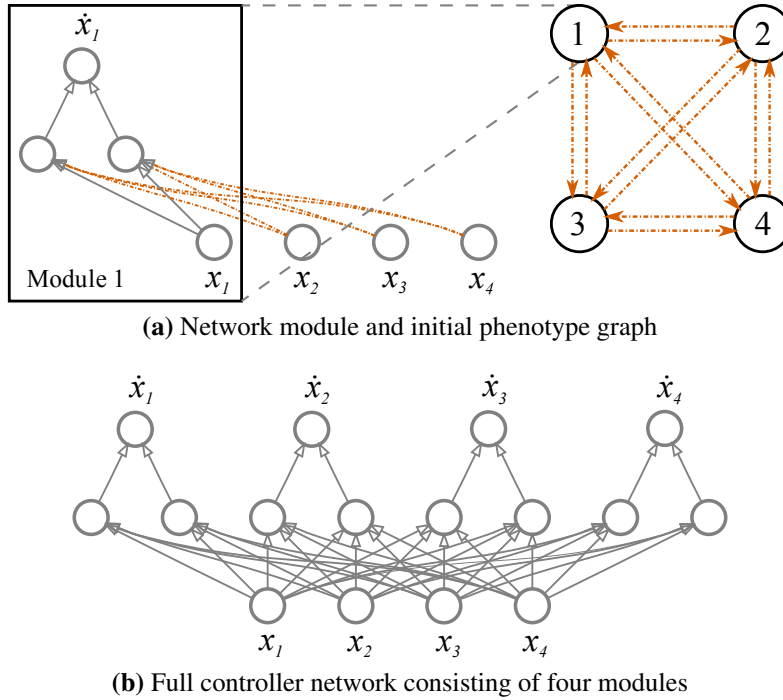 ẋ₁
1 2
3 4
Module 1
x₁ x₂ x₃ x₄
(a) Network module and initial phenotype graph
ẋ₁ ẋ₂ ẋ₃ ẋ₄
x₁ x₂ x₃ x₄
(b) Full controller network consisting of four modules